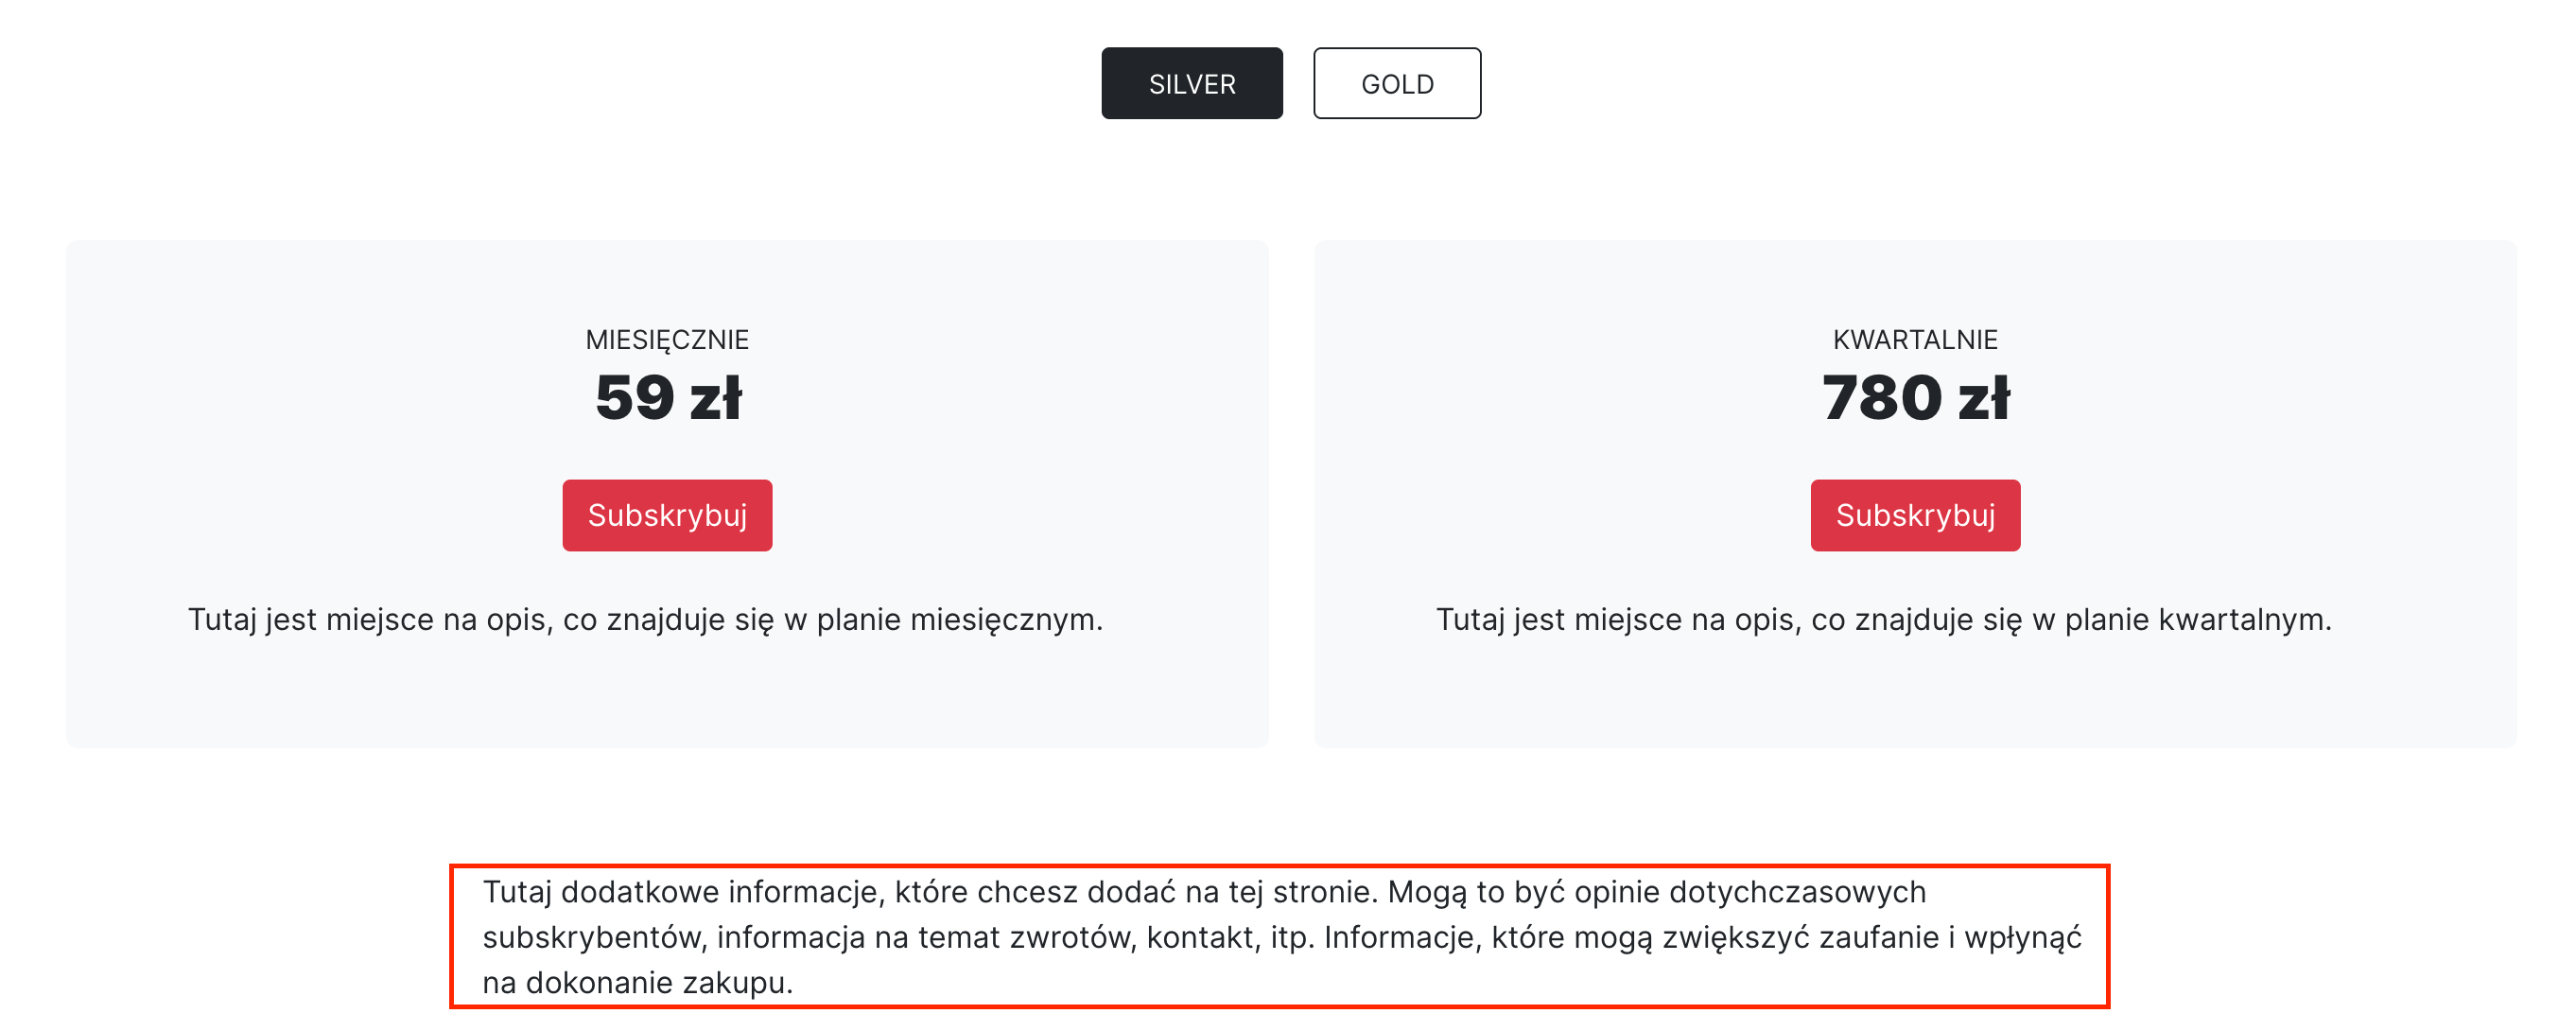 SILVER
GOLD
MIESIĘCZNIE
59 zł
Subskrybuj
Tutaj jest miejsce na opis, co znajduje się w planie miesięcznym.
KWARTALNIE
780 zł
Subskrybuj
Tutaj jest miejsce na opis, co znajduje się w planie kwartalnym.
Tutaj dodatkowe informacje, które chcesz dodać na tej stronie. Mogą to być opinie dotychczasowych
subskrybentów, informacja na temat zwrotów, kontakt, itp. Informacje, które mogą zwiększyć zaufanie i wpłynąć
na dokonanie zakupu.